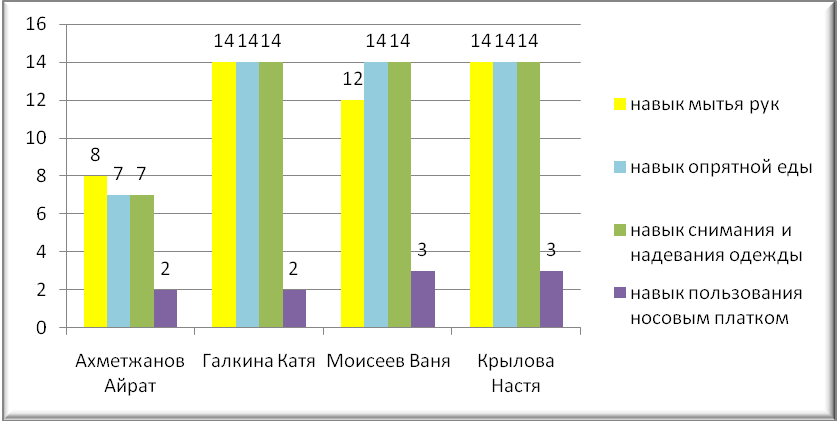 16
14
12
10
8
6
4
2
0
8 7 7 2
14 14 14 2
12 14 14 3
14 14 14 3
Ахметжанов
Айрат
Галкина Катя
Моисеев Ваня
Крылова
Настя
навык мытья рук
навык опрятной еды
навык снимания и
надевания одежды
навык пользования
носовым платком